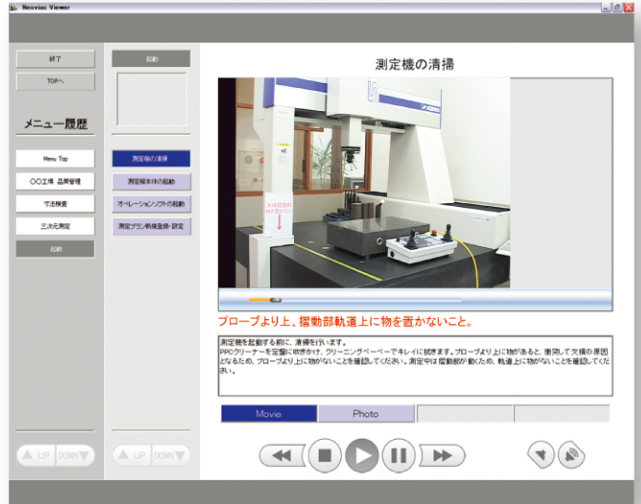 Neovias Viewer
終了
TOPへ
メニュー履歴
Menu Top
〇〇工場 品質管理
寸法検査
三次元測定
起動
起動
測定機の清掃
測定機本体の起動
オペレーションソフトの起動
測定プラン新規登録・設定
測定機の清掃
プローブより上、摺動部軌道上に物を置かないこと。
測定機を起動する前に、清掃を行います。
PPCクリーナーを定盤に吹きかけ、クリーニングペーペーでキレイに拭きます。プローブより上に物があると、衝突して欠損の原因
となるため、プローブより上に物がないことを確認してください。測定中は摺動部が動くため、軌道上に物がないことを確認してくだ
さい。
Movie
Photo
UP DOWN
UP DOWN